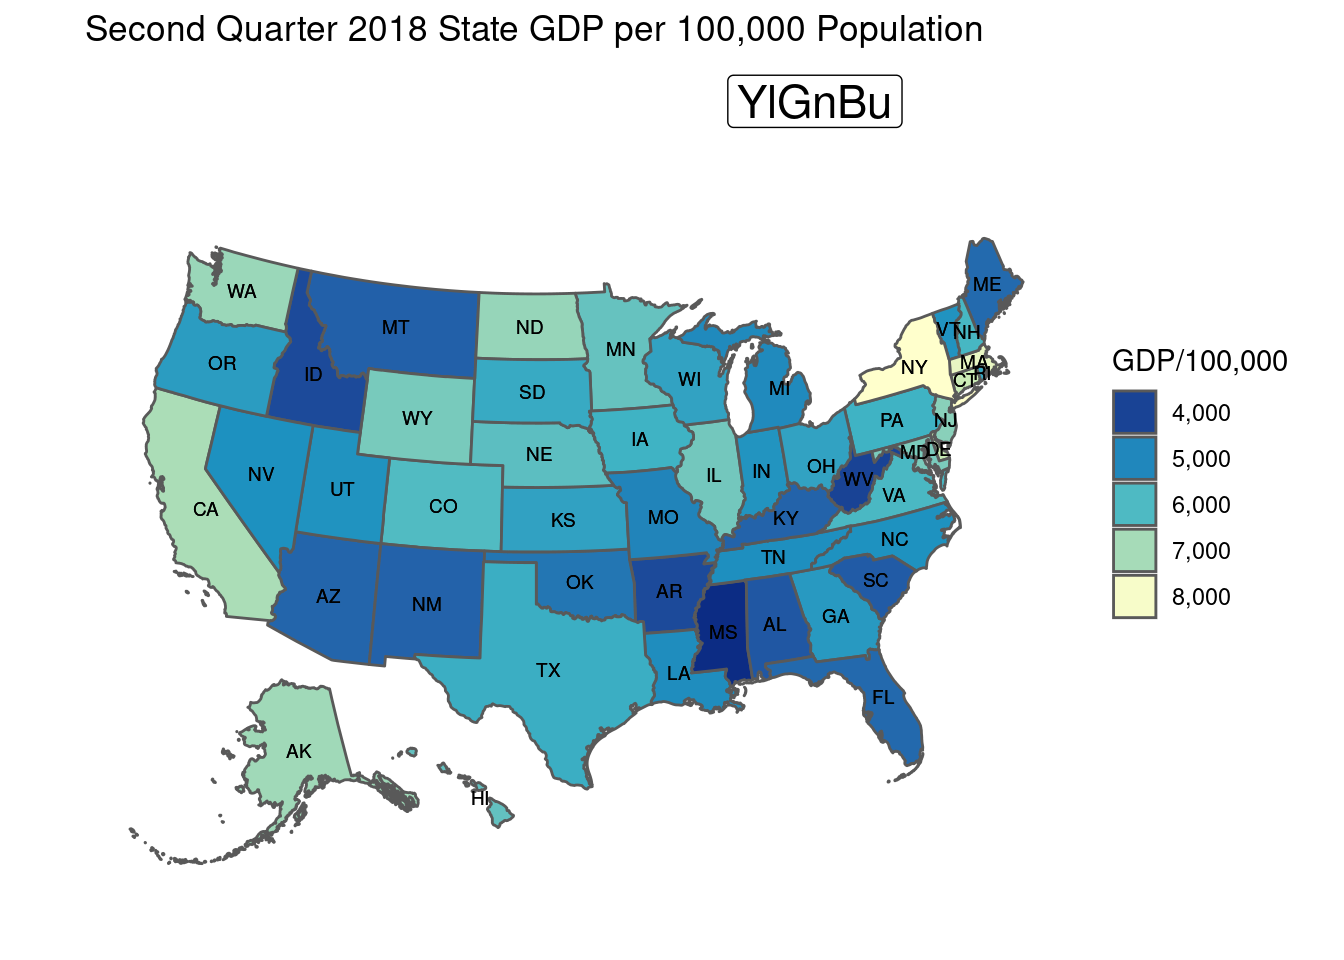 Second Quarter 2018 State GDP per 100,000 Population
YlGnBu
ME
WA
MT
ND
MN
VT
NH
OR
ID
SD
WI
MI
NY
MA
RI
CT
WY
IA
PA
NJ
NE
IL
IN
OH
MD
DE
NV
UT
CO
KS
MO
KY
WV
VA
CA
AZ
NM
OK
AR
TN
NC
SC
MS
AL
GA
TX
LA
FL
AK
HI
GDP/100,000
4,000
5,000
6,000
7,000
8,000